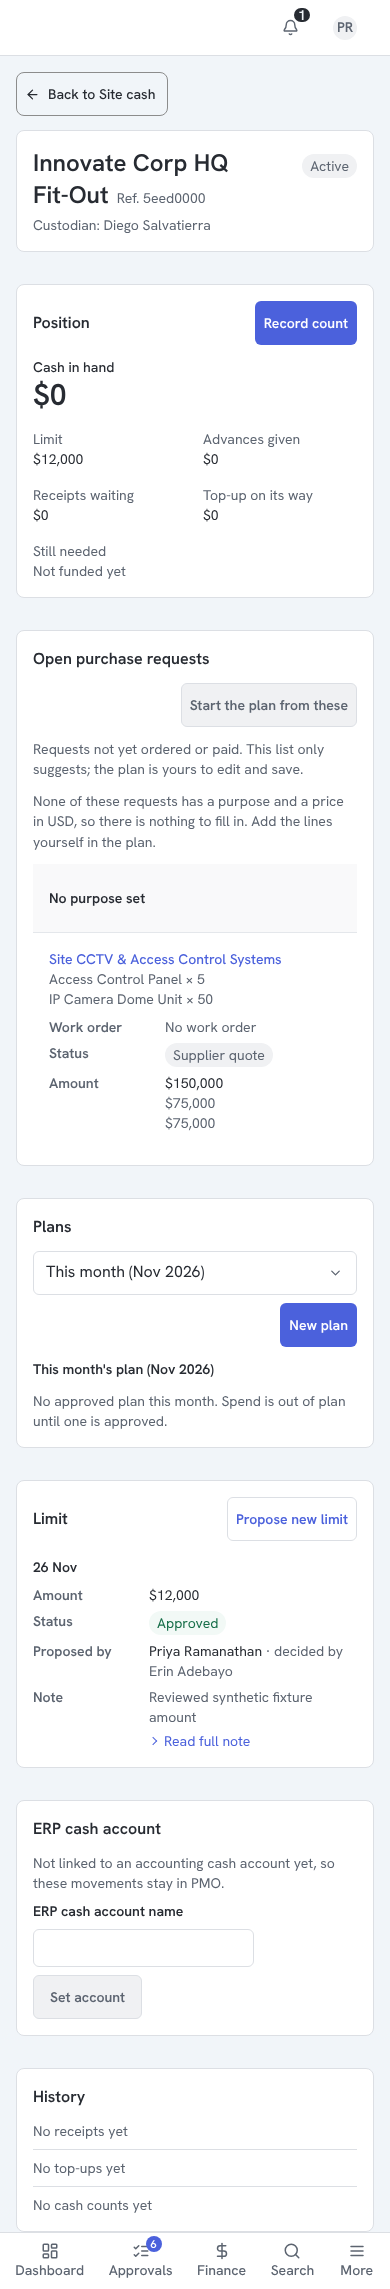 1
PR
Back to Site cash
Innovate Corp HQ
Fit-Out Ref. 5eed0000
Active
Custodian: Diego Salvatierra
Position
Record count
Cash in hand
$0
Limit
Advances given
$12,000
$0
Receipts waiting
Top-up on its way
$0
$0
Still needed
Not funded yet
Open purchase requests
Start the plan from these
Requests not yet ordered or paid. This list only
suggests; the plan is yours to edit and save.
None of these requests has a purpose and a price
in USD, so there is nothing to fill in. Add the lines
yourself in the plan.
No purpose set
Site CCTV & Access Control Systems
Access Control Panel × 5
IP Camera Dome Unit × 50
Work order No work order
Status Supplier quote
Amount $150,000
$75,000
$75,000
Plans
This month (Nov 2026)
New plan
This month's plan (Nov 2026)
No approved plan this month. Spend is out of plan
until one is approved.
Limit
Propose new limit
26 Nov
Amount $12,000
Status Approved
Proposed by Priya Ramanathan · decided by
Erin Adebayo
Note Reviewed synthetic fixture
amount
Read full note
ERP cash account
Not linked to an accounting cash account yet, so
these movements stay in PMO.
ERP cash account name
Set account
History
No receipts yet
No top-ups yet
No cash counts yet
6
Dashboard Approvals Finance Search More